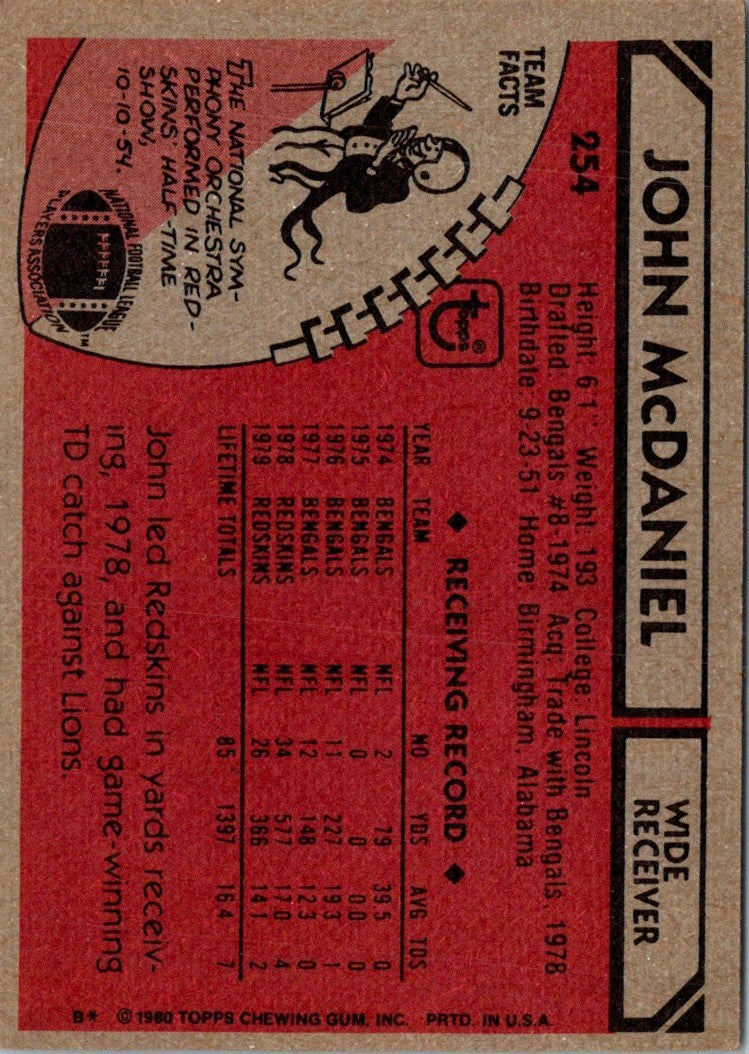 JOHN McDANIEL
WIDE
RECEIVER
254
Height: 6'1" Weight: 193 College: Lincoln
Drafted: Bengals #8-1974 Acq: Trade with Bengals, 1978
Birthdate: 9-23-51 Home: Birmingham, Alabama
TEAM
FACTS
THE NATIONAL SYM-
PHONY ORCHESTRA
PERFORMED IN RED-
SKINS' HALF-TIME
SHOW,
10-10-54.
topps®
NATIONAL FOOTBALL LEAGUE
PLAYERS ASSOCIATION™
◆ RECEIVING RECORD ◆
YEAR TEAM NO YDS AVG TDS
1974 BENGALS NFL 2 79 39.5 0
1975 BENGALS NFL 0 0 0.0 0
1976 BENGALS NFL 11 227 19.3 1
1977 BENGALS NFL 12 148 12.3 0
1978 REDSKINS NFL 34 577 17.0 4
1979 REDSKINS NFL 26 366 14.1 2
LIFETIME TOTALS 85 1397 16.4 7
John led Redskins in yards receiv-
ing, 1978, and had game-winning
TD catch against Lions.
B* © 1980 TOPPS CHEWING GUM, INC. PRTD. IN U.S.A.